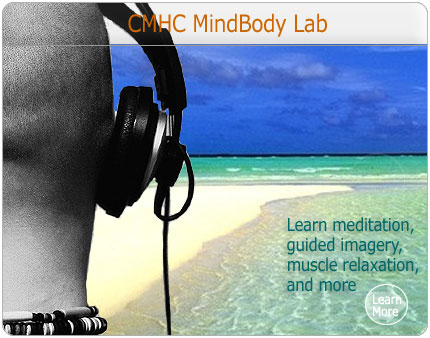 CMHC MindBody Lab
Learn meditation,
guided imagery,
muscle relaxation,
and more
Learn
More